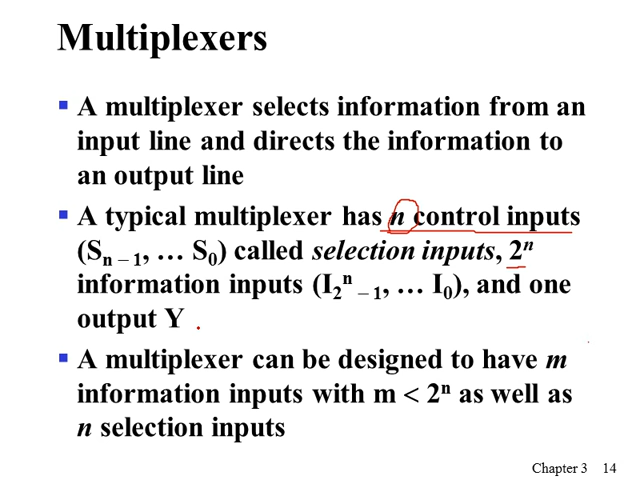 Multiplexers
▪ A multiplexer selects information from an
input line and directs the information to
an output line
▪ A typical multiplexer has n control inputs
(Sₙ ₋ ₁, … S₀) called selection inputs, 2ⁿ
information inputs (I₂ⁿ ₋ ₁, … I₀), and one
output Y
▪ A multiplexer can be designed to have m
information inputs with m < 2ⁿ as well as
n selection inputs
Chapter 3 14